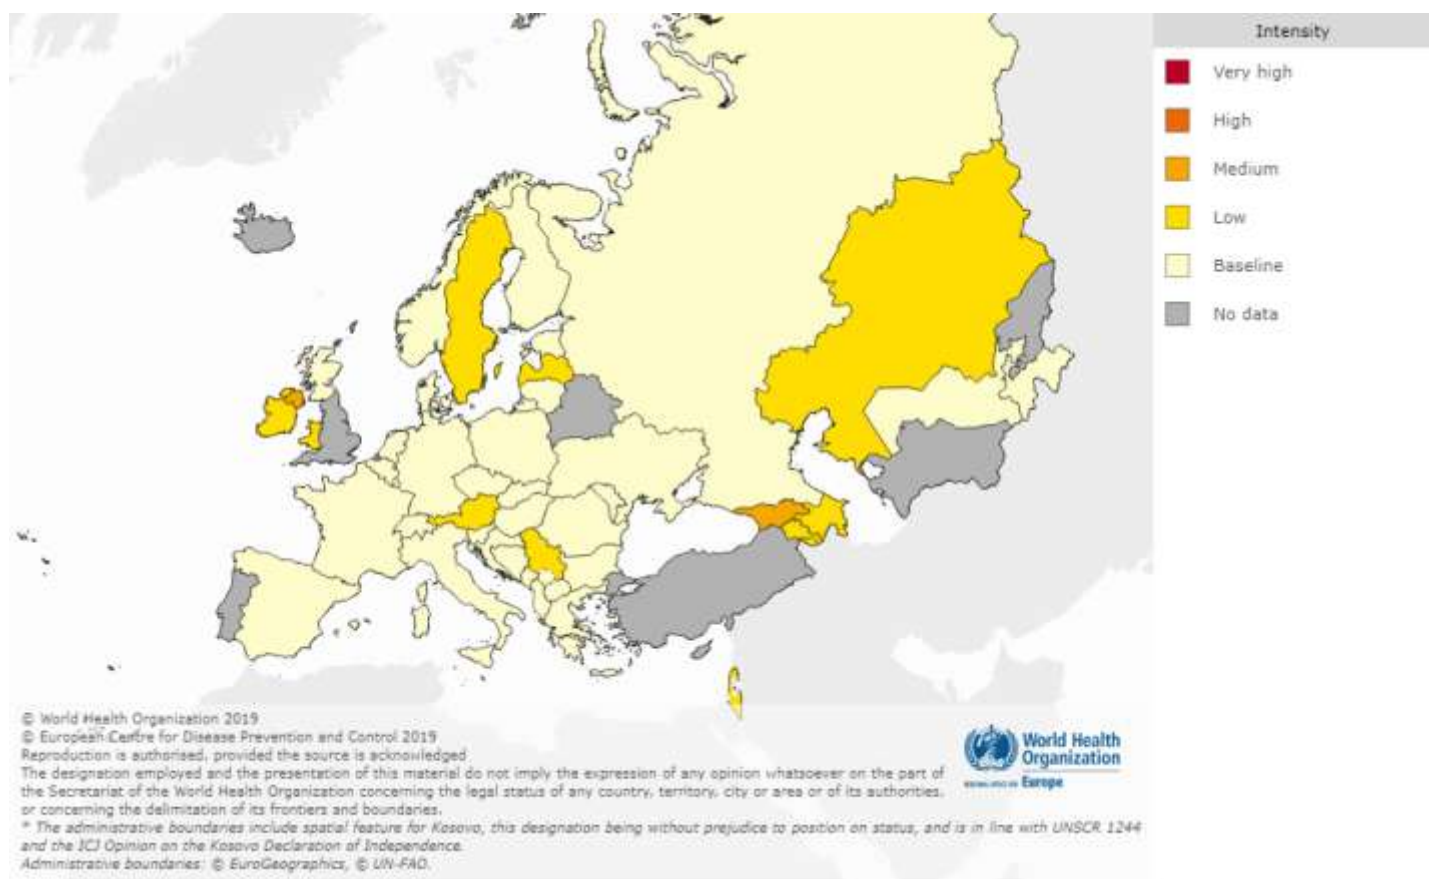 Intensity
Very high
High
Medium
Low
Baseline
No data
© World Health Organization 2019
© European Centre for Disease Prevention and Control 2019
Reproduction is authorised, provided the source is acknowledged
The designation employed and the presentation of this material do not imply the expression of any opinion whatsoever on the part of
the Secretariat of the World Health Organization concerning the legal status of any country, territory, city or area or of its authorities,
or concerning the delimitation of its frontiers and boundaries.
* The administrative boundaries include spatial feature for Kosovo, this designation being without prejudice to position on status, and is in line with UNSCR 1244
and the ICJ Opinion on the Kosovo Declaration of Independence.
Administrative boundaries: © EuroGeographics, © UN-FAO.
World Health
Organization
Europe